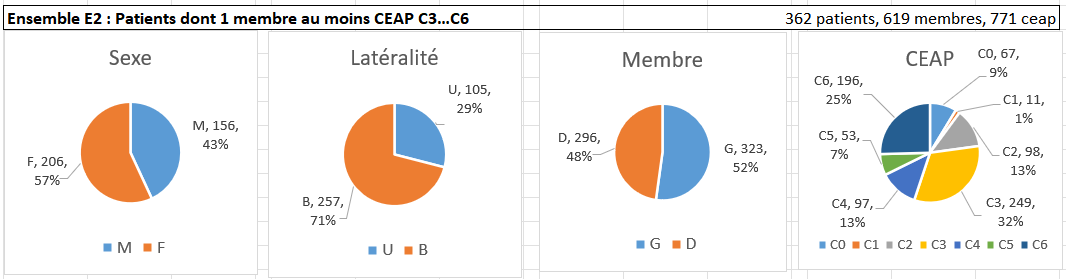 Ensemble E2 : Patients dont 1 membre au moins CEAP C3…C6
362 patients, 619 membres, 771 ceap
Sexe
M, 156,
43%
F, 206,
57%
M F
Latéralité
U, 105,
29%
B, 257,
71%
U B
Membre
D, 296,
48%
G, 323,
52%
G D
CEAP
C0, 67,
9%
C1, 11,
1%
C2, 98,
13%
C3, 249,
32%
C4, 97,
13%
C5, 53,
7%
C6, 196,
25%
C0 C1 C2 C3 C4 C5 C6